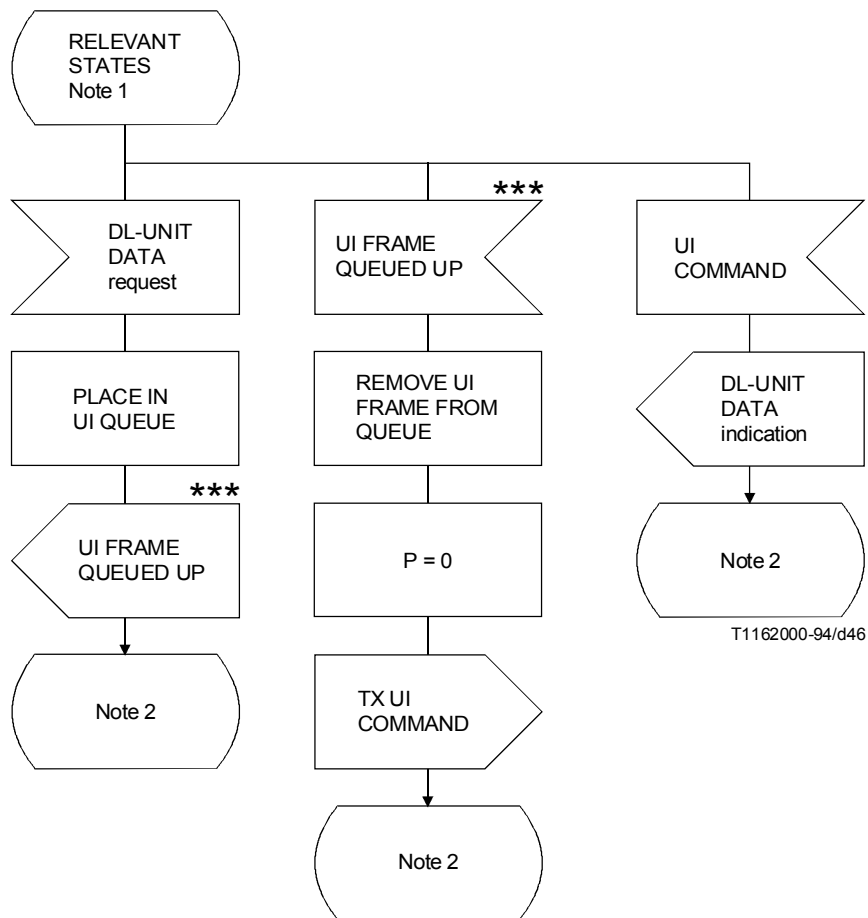 RELEVANT
STATES
Note 1
***
DL-UNIT
DATA
request
UI FRAME
QUEUED UP
UI
COMMAND
PLACE IN
UI QUEUE
REMOVE UI
FRAME FROM
QUEUE
DL-UNIT
DATA
indication
***
UI FRAME
QUEUED UP
P = 0
Note 2
T1162000-94/d46
Note 2
TX UI
COMMAND
Note 2